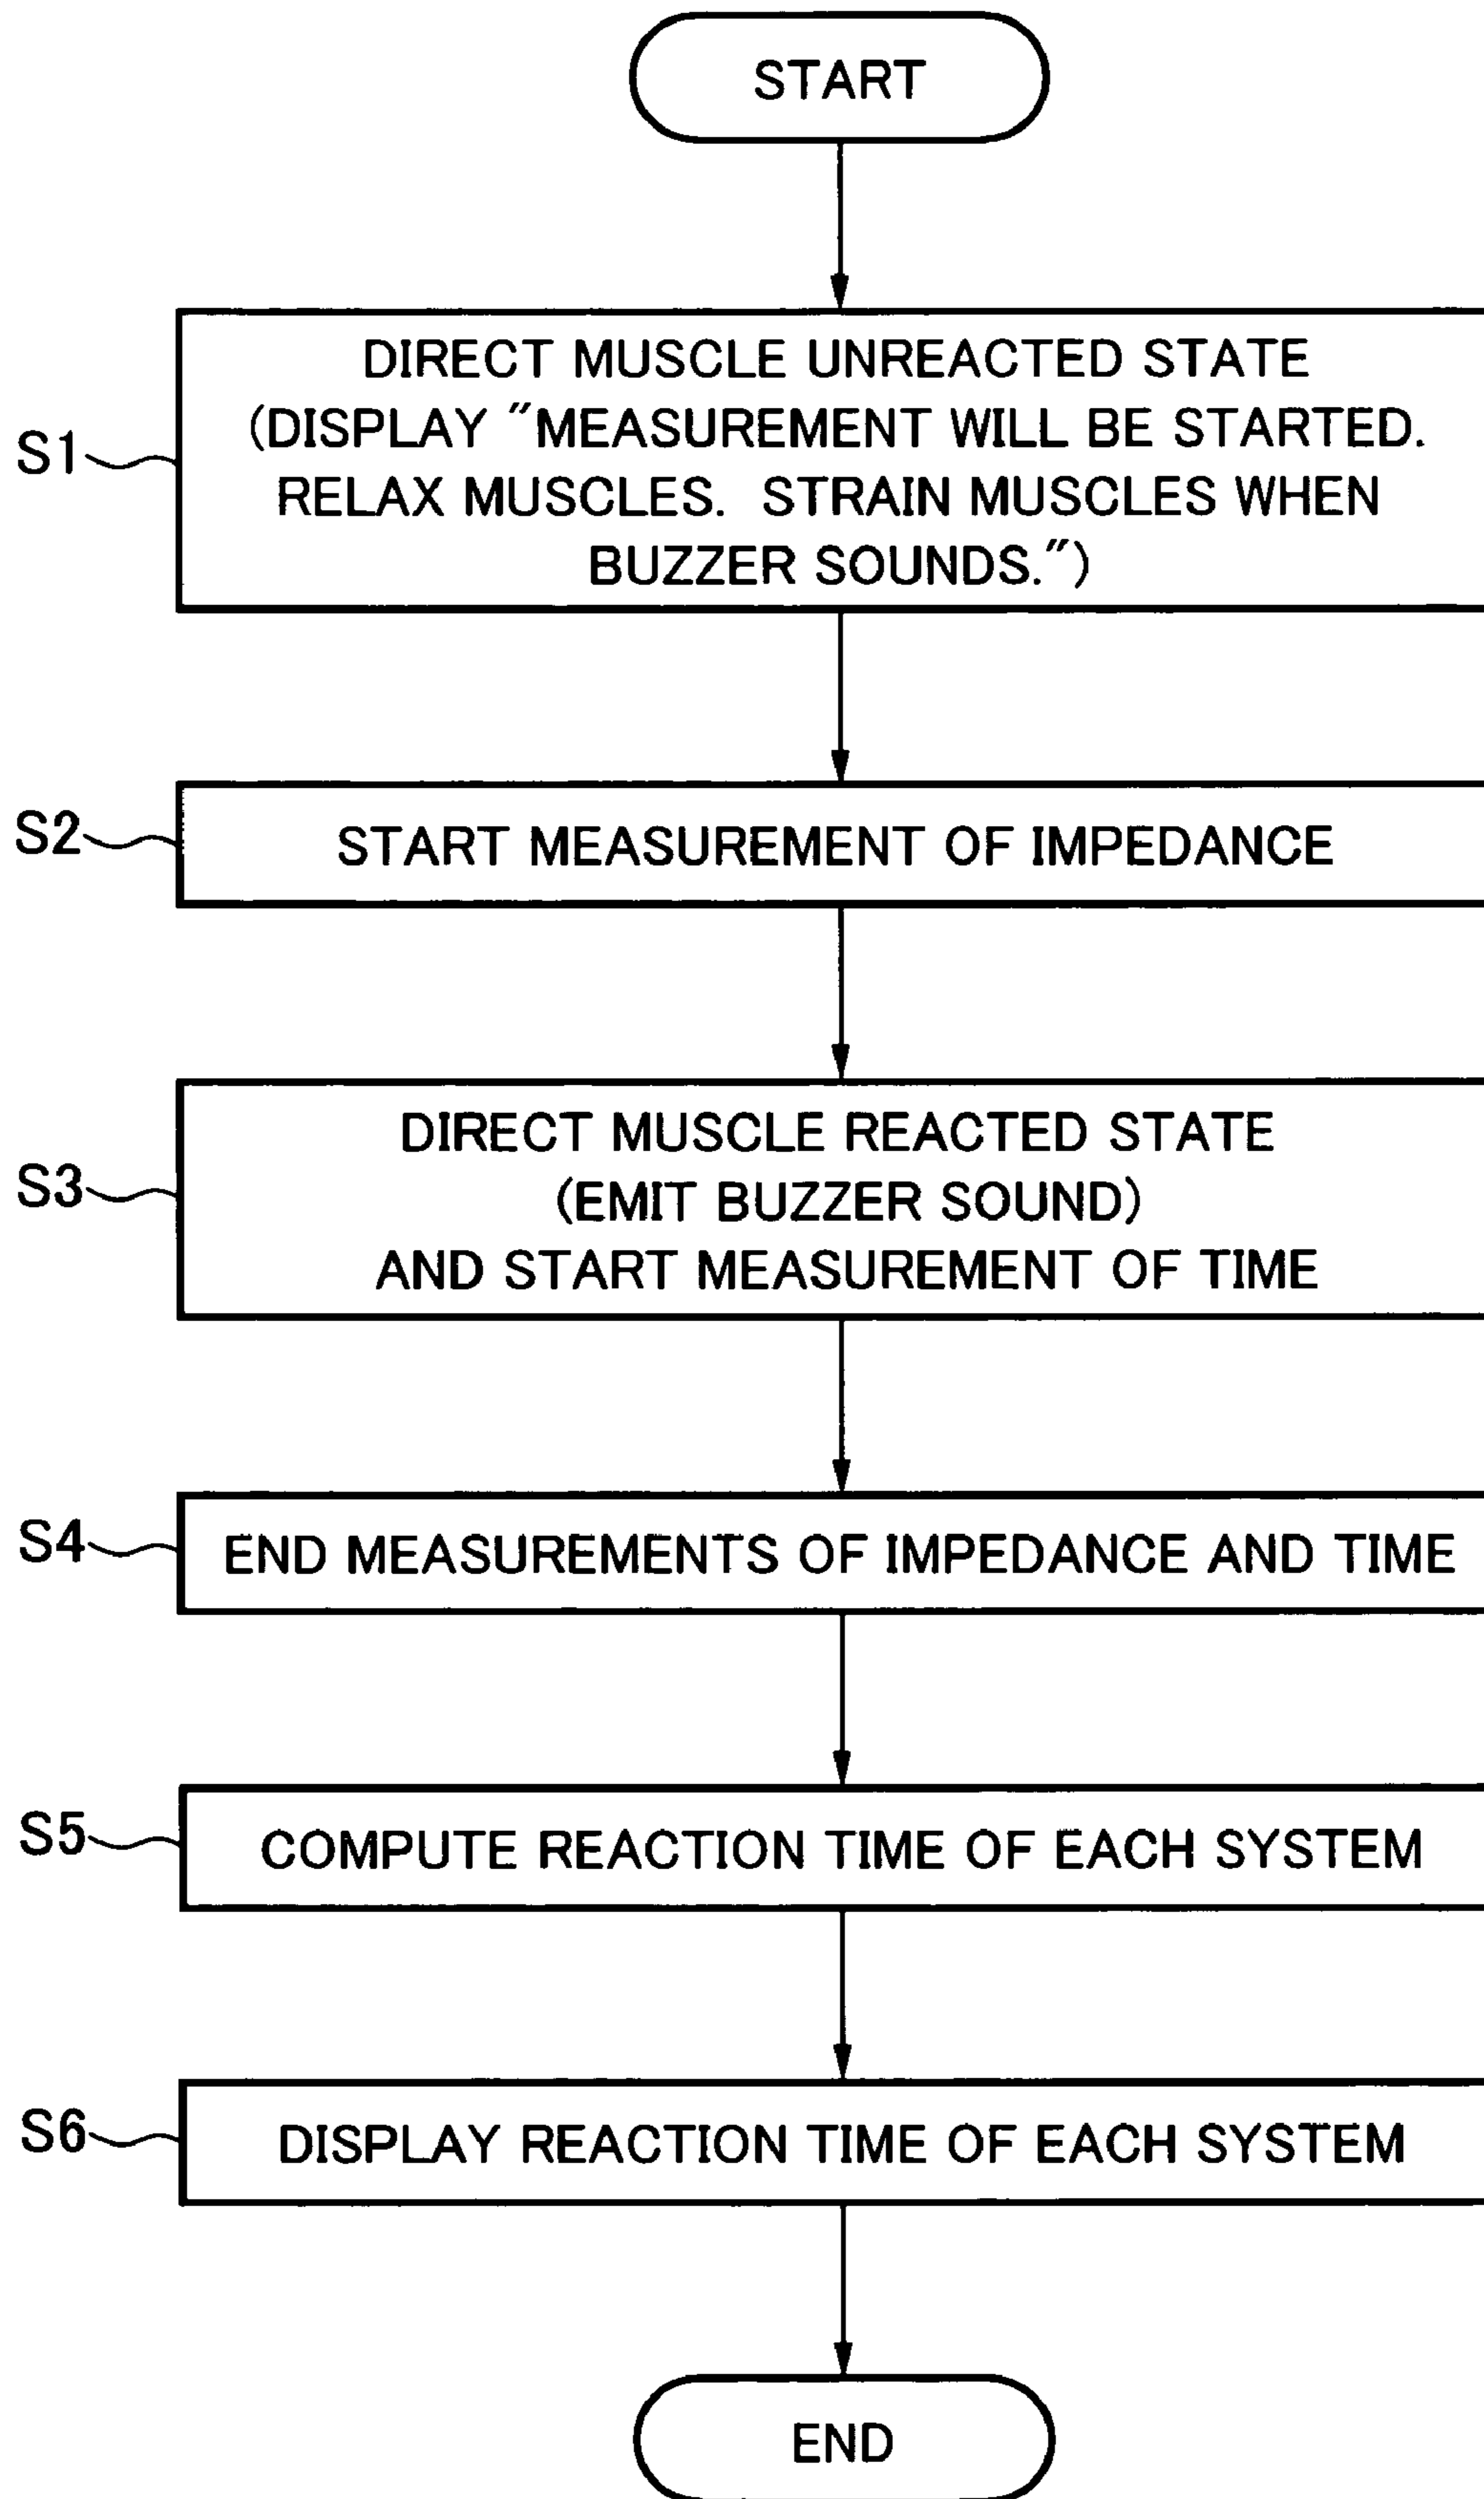 START
DIRECT MUSCLE UNREACTED STATE
(DISPLAY "MEASUREMENT WILL BE STARTED.
S1
RELAX MUSCLES. STRAIN MUSCLES WHEN
BUZZER SOUNDS.")
S2
START MEASUREMENT OF IMPEDANCE
DIRECT MUSCLE REACTED STATE
S3
(EMIT BUZZER SOUND)
AND START MEASUREMENT OF TIME
S4
END MEASUREMENTS OF IMPEDANCE AND TIME
S5
COMPUTE REACTION TIME OF EACH SYSTEM
S6
DISPLAY REACTION TIME OF EACH SYSTEM
END